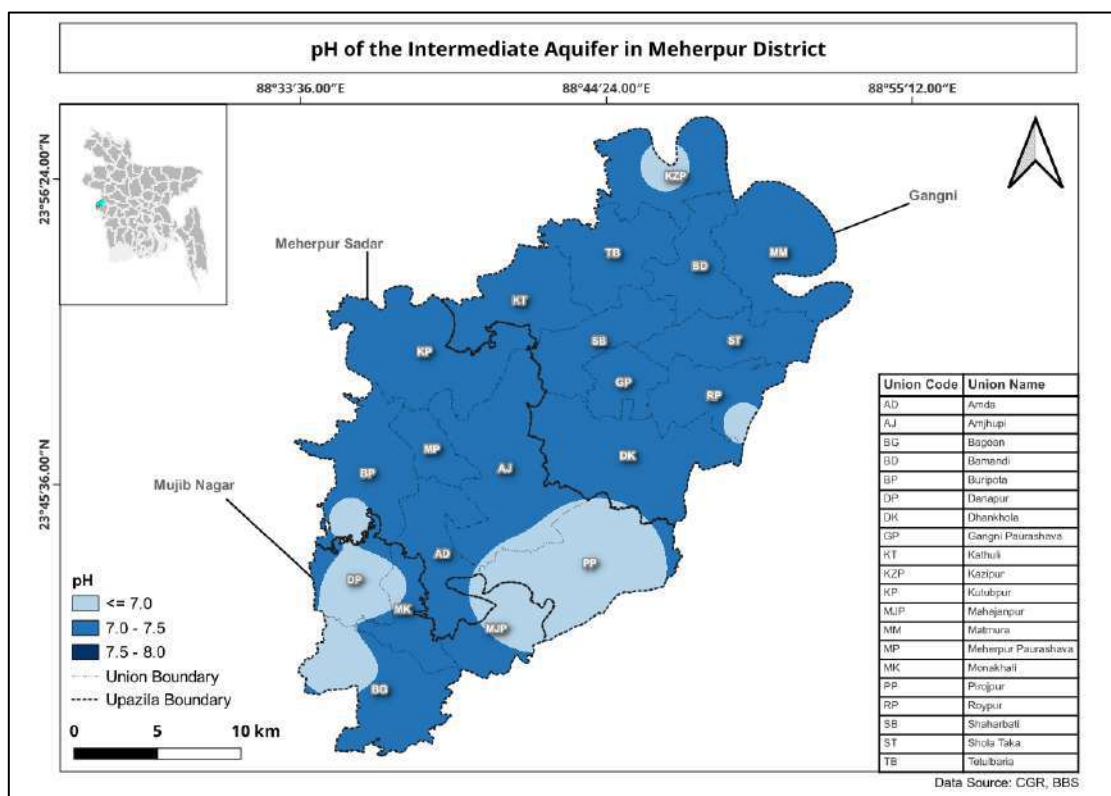 pH of the Intermediate Aquifer in Meherpur District
88°33'36.00"E
88°44'24.00"E
88°55'12.00"E
23°56'24.00"N
23°45'36.00"N
Gangni
Meherpur Sadar
Mujib Nagar
KZP
TB
BD
MM
KT
KP
SB
ST
GP
RP
MP
AJ
DK
BP
AD
PP
DP
MK
MJP
BG
pH
<= 7.0
7.0 - 7.5
7.5 - 8.0
Union Boundary
Upazila Boundary
0 5 10 km
Union Code Union Name
AD Amda
AJ Amjhupi
BG Bagoan
BD Bamandi
BP Buripota
DP Dariapur
DK Dhankhola
GP Gangni Paurashava
KT Kathuli
KZP Kazipur
KP Kutubpur
MJP Mahajanpur
MM Matmura
MP Meherpur Paurashava
MK Monakhali
PP Pirojpur
RP Roypur
SB Shaharbati
ST Shola Taka
TB Tetulbaria
Data Source: CGR, BBS